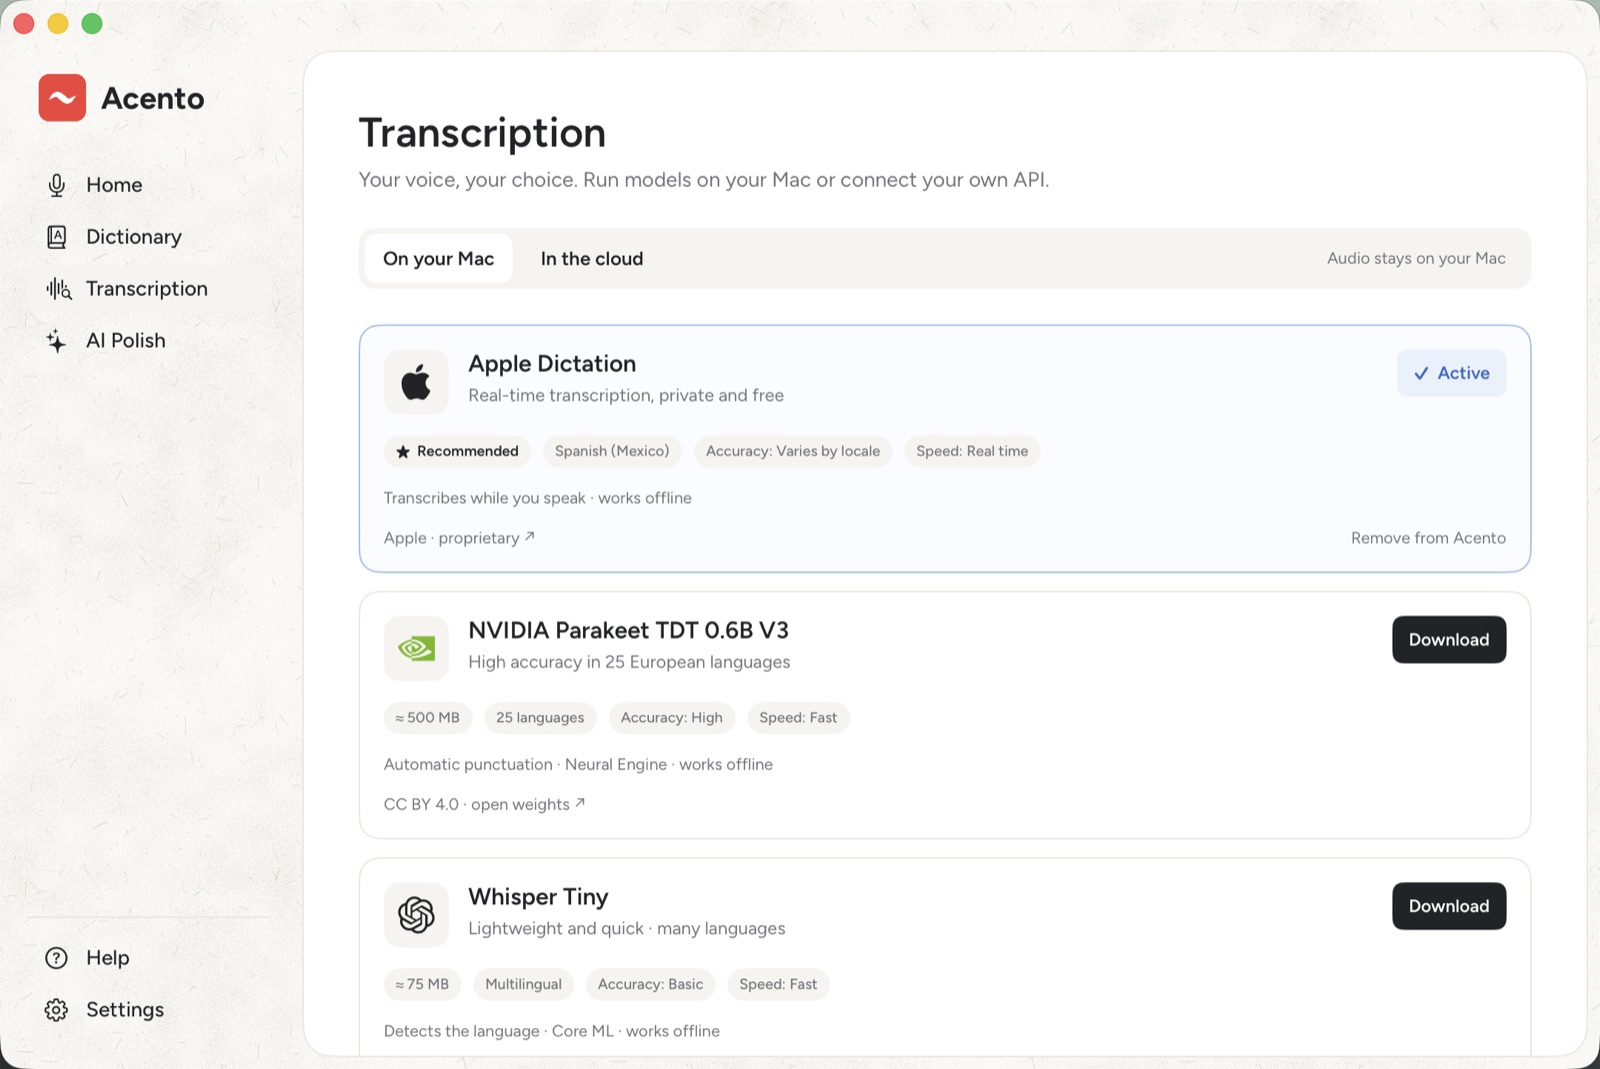 Acento
Home
Dictionary
Transcription
AI Polish
Help
Settings
Transcription
Your voice, your choice. Run models on your Mac or connect your own API.
On your Mac In the cloud Audio stays on your Mac
Apple Dictation
Real-time transcription, private and free
✓ Active
★ Recommended Spanish (Mexico) Accuracy: Varies by locale Speed: Real time
Transcribes while you speak · works offline
Apple · proprietary ↗ Remove from Acento
NVIDIA Parakeet TDT 0.6B V3
High accuracy in 25 European languages
Download
≈ 500 MB 25 languages Accuracy: High Speed: Fast
Automatic punctuation · Neural Engine · works offline
CC BY 4.0 · open weights ↗
Whisper Tiny
Lightweight and quick · many languages
Download
≈ 75 MB Multilingual Accuracy: Basic Speed: Fast
Detects the language · Core ML · works offline